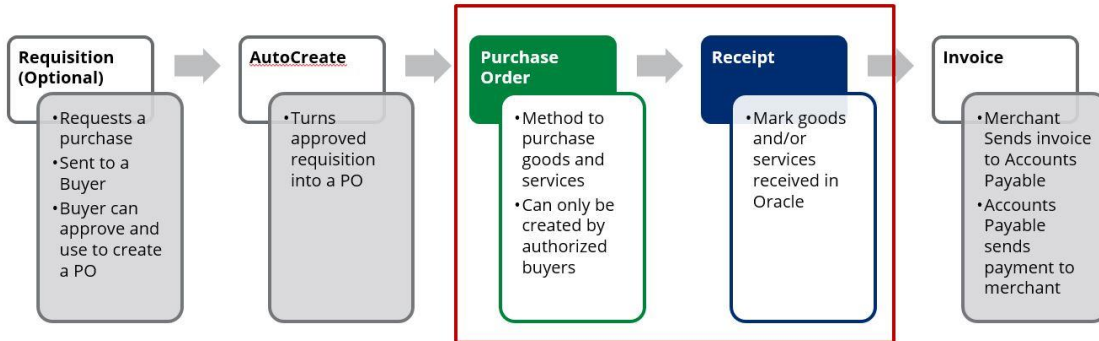 Requisition
(Optional)
•Requests a
purchase
•Sent to a
Buyer
•Buyer can
approve and
use to create
a PO
AutoCreate
•Turns
approved
requisition
into a PO
Purchase
Order
•Method to
purchase
goods and
services
•Can only be
created by
authorized
buyers
Receipt
•Mark goods
and/or
services
received in
Oracle
Invoice
•Merchant
Sends invoice
to Accounts
Payable
•Accounts
Payable
sends
payment to
merchant